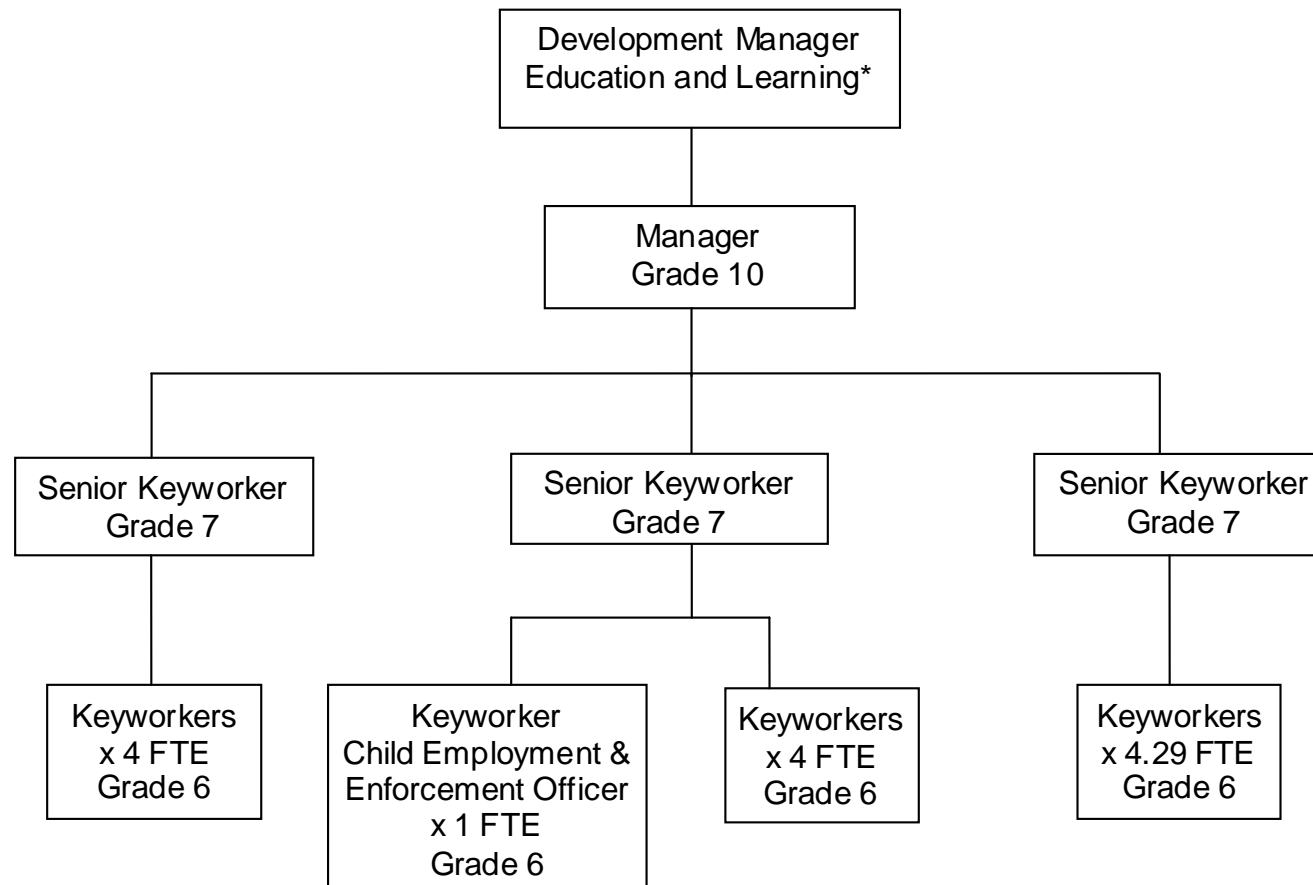 Development Manager
Education and Learning*
Manager
Grade 10
Senior Keyworker
Grade 7
Senior Keyworker
Grade 7
Senior Keyworker
Grade 7
Keyworkers
x 4 FTE
Grade 6
Keyworker
Child Employment &
Enforcement Officer
x 1 FTE
Grade 6
Keyworkers
x 4 FTE
Grade 6
Keyworkers
x 4.29 FTE
Grade 6